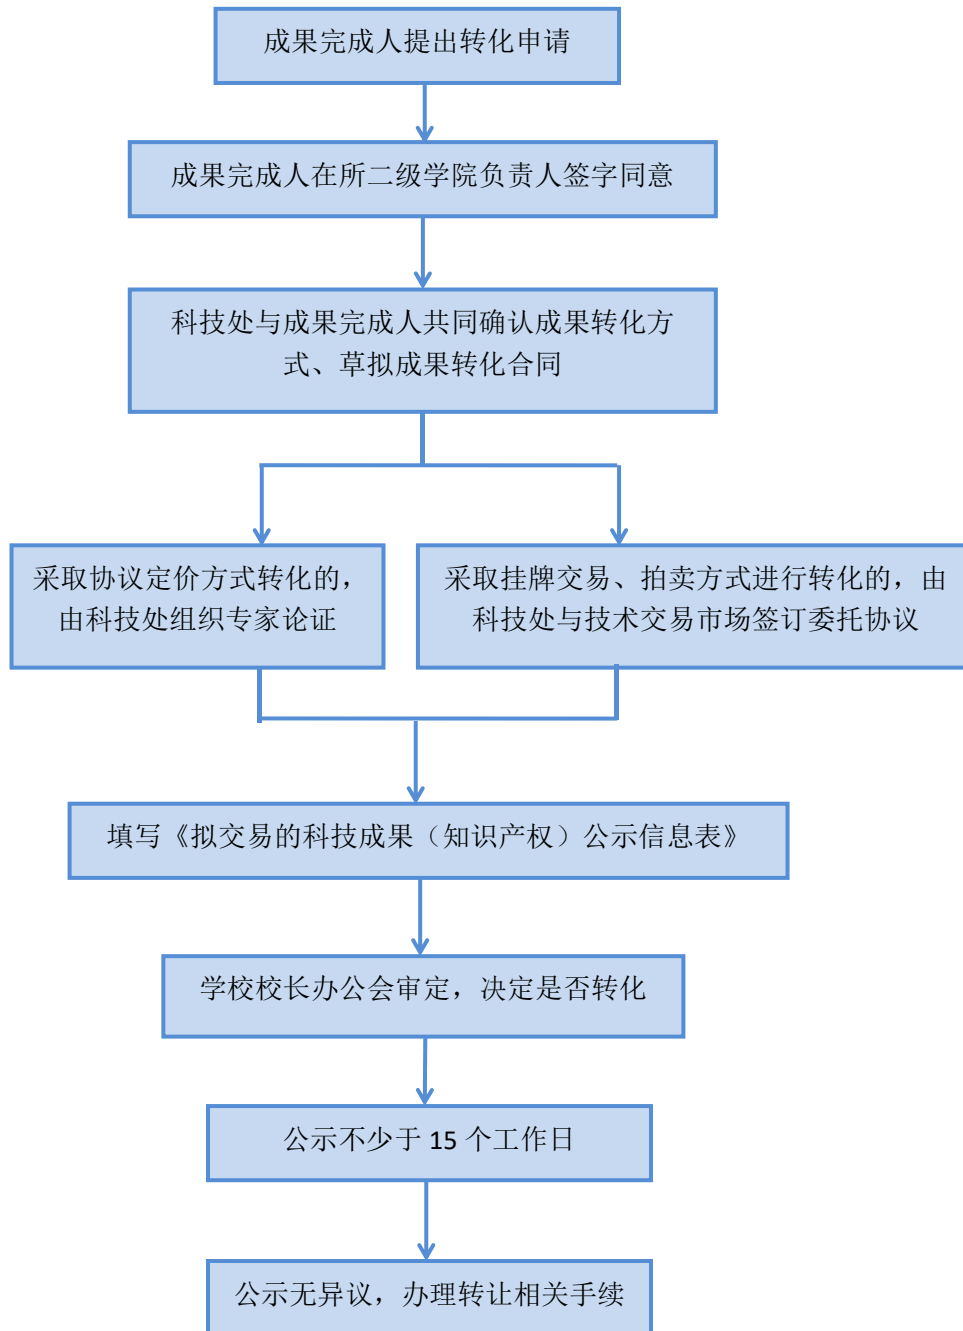 成果完成人提出转化申请
成果完成人在所二级学院负责人签字同意
科技处与成果完成人共同确认成果转化方
式、草拟成果转化合同
采取协议定价方式转化的，
由科技处组织专家论证
采取挂牌交易、拍卖方式进行转化的，由
科技处与技术交易市场签订委托协议
填写《拟交易的科技成果（知识产权）公示信息表》
学校校长办公会审定，决定是否转化
公示不少于 15 个工作日
公示无异议，办理转让相关手续